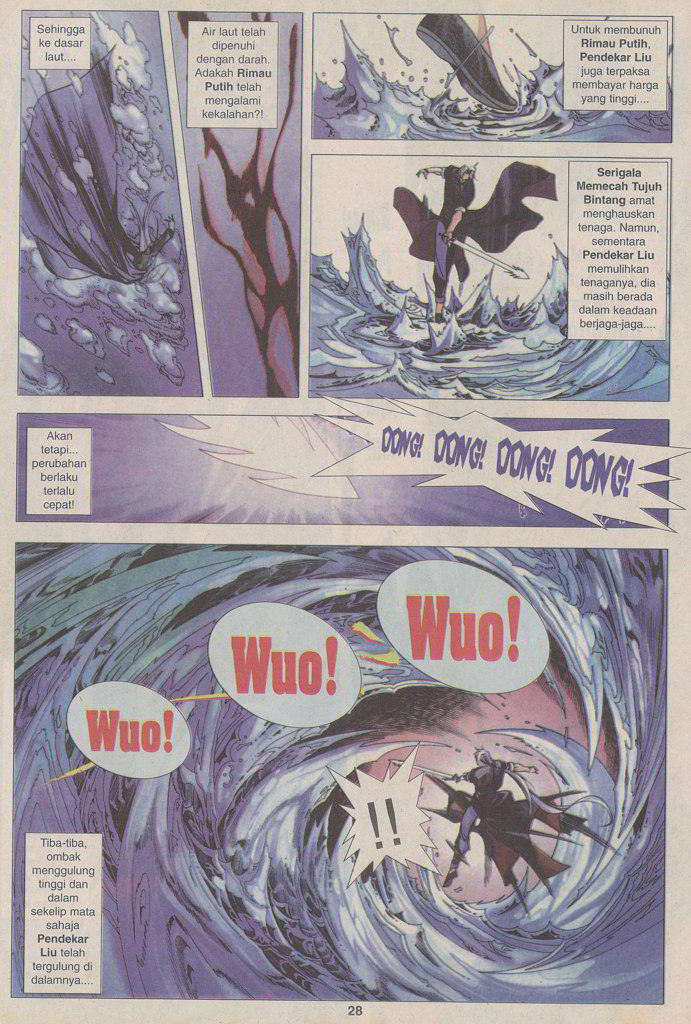 Sehingga
ke dasar
laut....
Air laut telah
dipenuhi
dengan darah.
Adakah Rimau
Putih telah
mengalami
kekalahan?!
Untuk membunuh
Rimau Putih,
Pendekar Liu
juga terpaksa
membayar harga
yang tinggi....
Serigala
Memecah Tujuh
Bintang amat
menghauskan
tenaga. Namun,
sementara
Pendekar Liu
memulihkan
tenaganya, dia
masih berada
dalam keadaan
berjaga-jaga....
Akan
tetapi...
perubahan
berlaku
terlalu
cepat!
DONG! DONG! DONG! DONG!
Wuo!
Wuo!
Wuo!
!!
Tiba-tiba,
ombak
menggulung
tinggi dan
dalam
sekelip mata
sahaja
Pendekar
Liu telah
tergulung di
dalamnya....
28